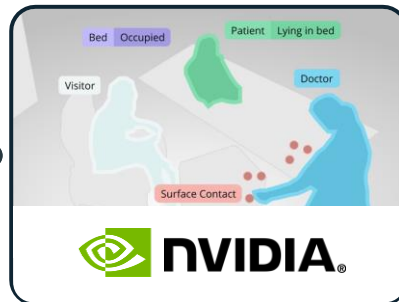 Bed Occupied
Patient Lying in bed
Visitor
Doctor
Surface Contact
NVIDIA.